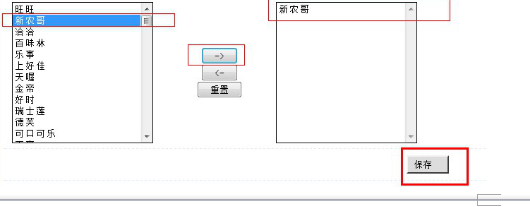 旺旺
新农哥
洽洽
百味林
乐事
上好佳
天喔
金帝
好时
瑞士莲
德芙
可口可乐
->
<-
重置
新农哥
保存